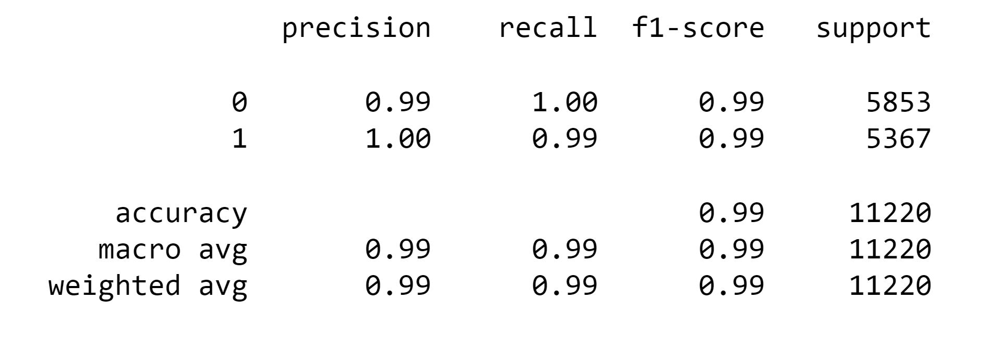 precision recall f1-score support
0 0.99 1.00 0.99 5853
1 1.00 0.99 0.99 5367
accuracy 0.99 11220
macro avg 0.99 0.99 0.99 11220
weighted avg 0.99 0.99 0.99 11220